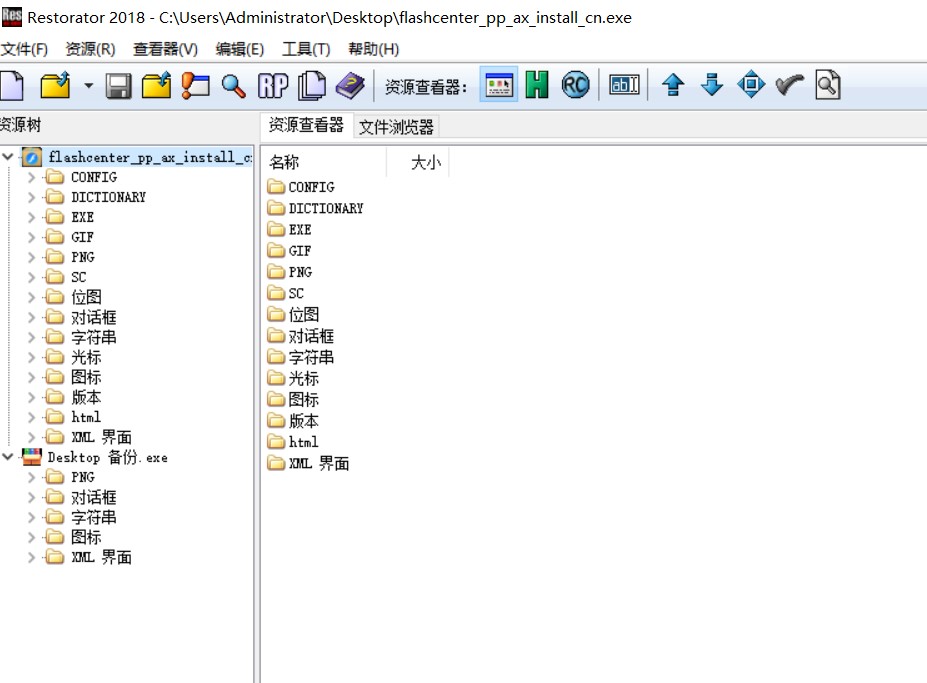 Res Restorator 2018 - C:\Users\Administrator\Desktop\flashcenter_pp_ax_install_cn.exe
文件(F) 资源(R) 查看器(V) 编辑(E) 工具(T) 帮助(H)
RP 资源查看器： H RC abI
资源树
资源查看器 文件浏览器
flashcenter_pp_ax_install_c
CONFIG
DICTIONARY
EXE
GIF
PNG
SC
位图
对话框
字符串
光标
图标
版本
html
XML 界面
Desktop 备份.exe
PNG
对话框
字符串
图标
XML 界面
名称 大小
CONFIG
DICTIONARY
EXE
GIF
PNG
SC
位图
对话框
字符串
光标
图标
版本
html
XML 界面